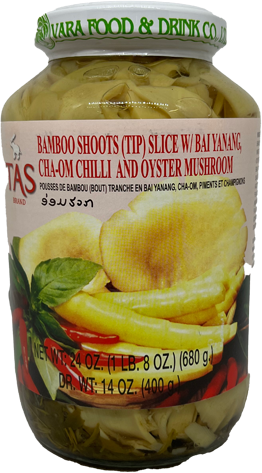 VARA FOOD & DRINK CO.
BAMBOO SHOOTS (TIP) SLICE W/ BAI YANANG,
CHA-OM CHILLI AND OYSTER MUSHROOM
TAS
BRAND
POUSSES DE BAMBOU (BOUT) TRANCHE EN BAI YANANG, CHA-OM, PIMENTS ET CHAMPIGNONS
NET WT: 24 OZ. (1 LB. 8 OZ.) (680 g.)
DR. WT: 14 OZ. (400 g.)